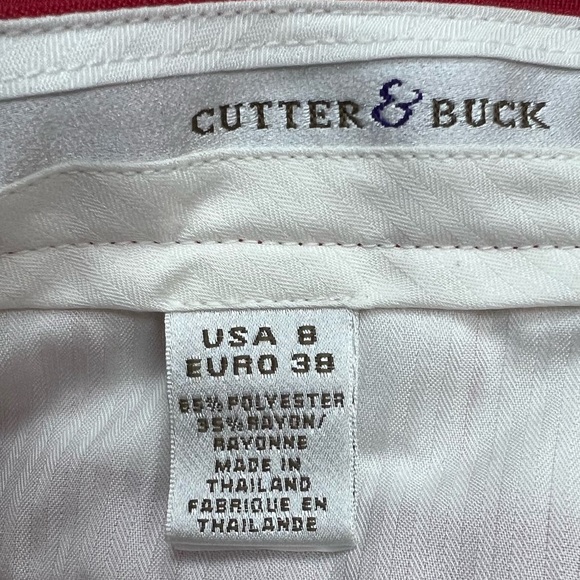 CUTTER & BUCK
USA 8
EURO 38
65% POLYESTER
35% RAYON/
RAYONNE
MADE IN
THAILAND
FABRIQUE EN
THAILANDE